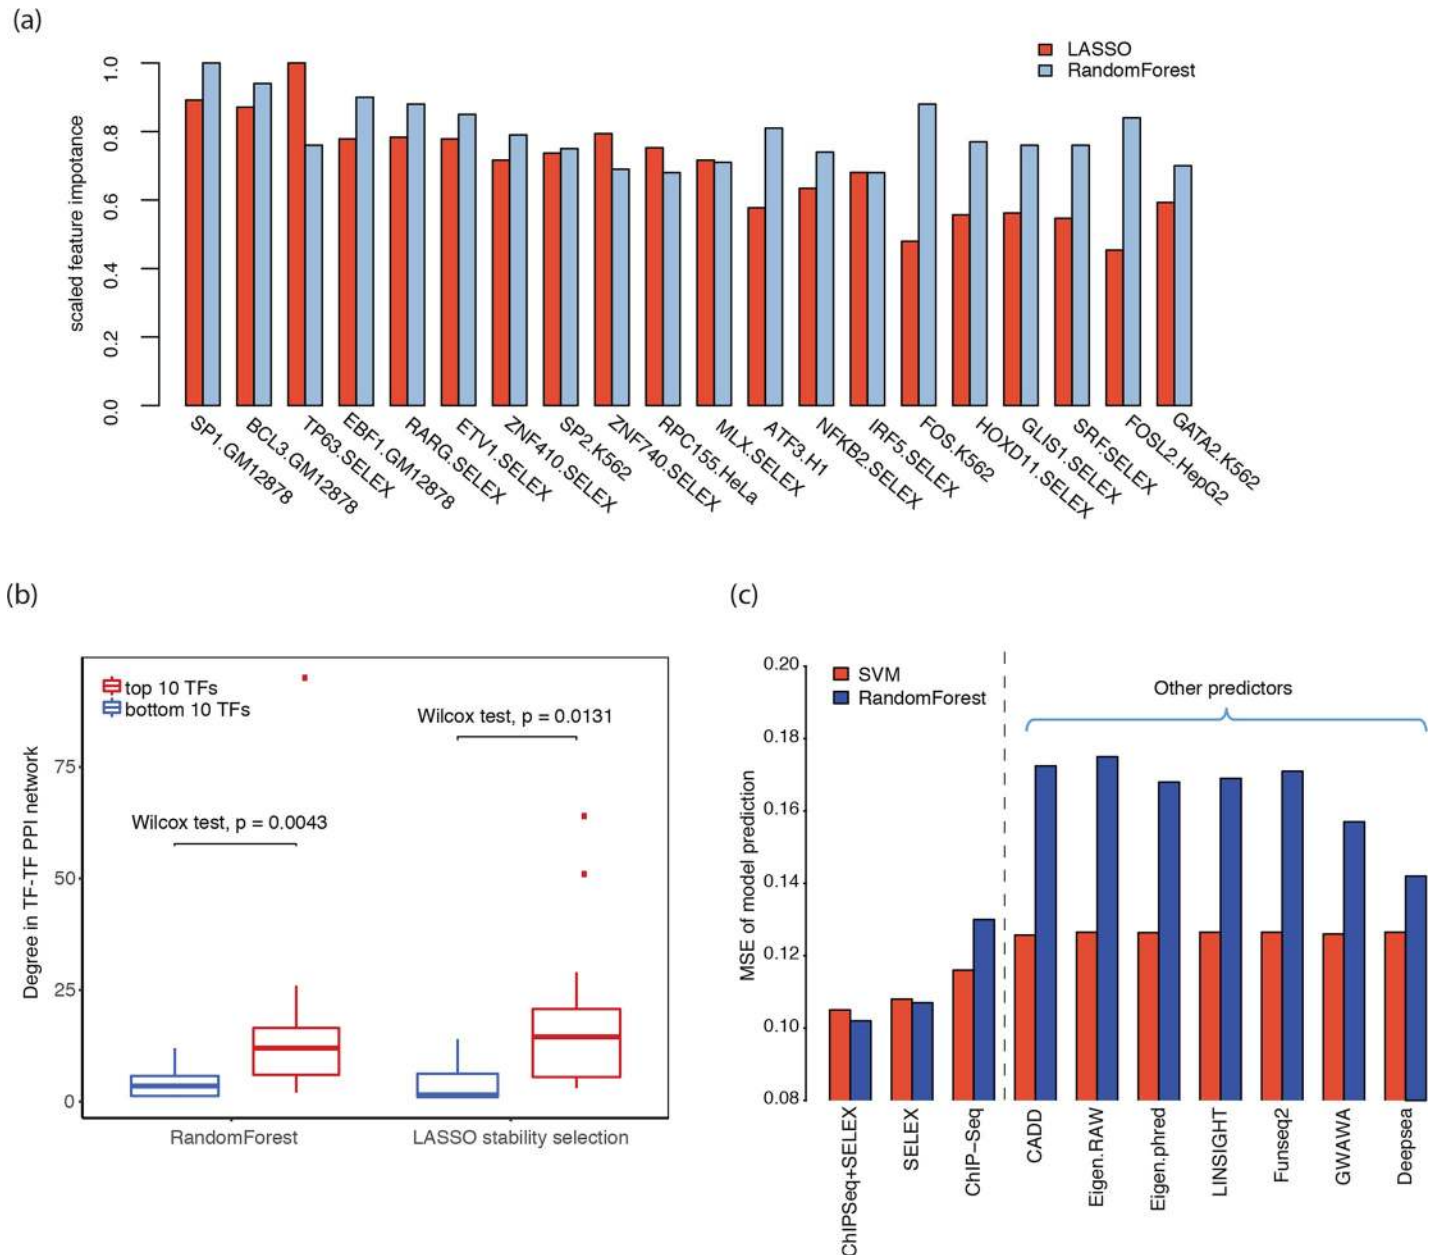 (a)
LASSO
RandomForest
scaled feature impotance
1.0
0.8
0.6
0.4
0.2
0.0
SP1.GM12878
BCL3.GM12878
TP63.SELEX
EBF1.GM12878
RARG.SELEX
ETV1.SELEX
ZNF410.SELEX
SP2.K562
ZNF740.SELEX
RPC155.HeLa
MLX.SELEX
ATF3.H1
NFKB2.SELEX
IRF5.SELEX
FOS.K562
HOXD11.SELEX
GLIS1.SELEX
SRF.SELEX
FOSL2.HepG2
GATA2.K562
(b)
top 10 TFs
bottom 10 TFs
Wilcox test, p = 0.0131
Wilcox test, p = 0.0043
Degree in TF-TF PPI network
75
50
25
0
RandomForest
LASSO stability selection
(c)
SVM
RandomForest
Other predictors
MSE of model prediction
0.20
0.18
0.16
0.14
0.12
0.10
0.08
ChIPSeq+SELEX
SELEX
ChIP-Seq
CADD
Eigen.RAW
Eigen.phred
LINSIGHT
Funseq2
GWAWA
Deepsea